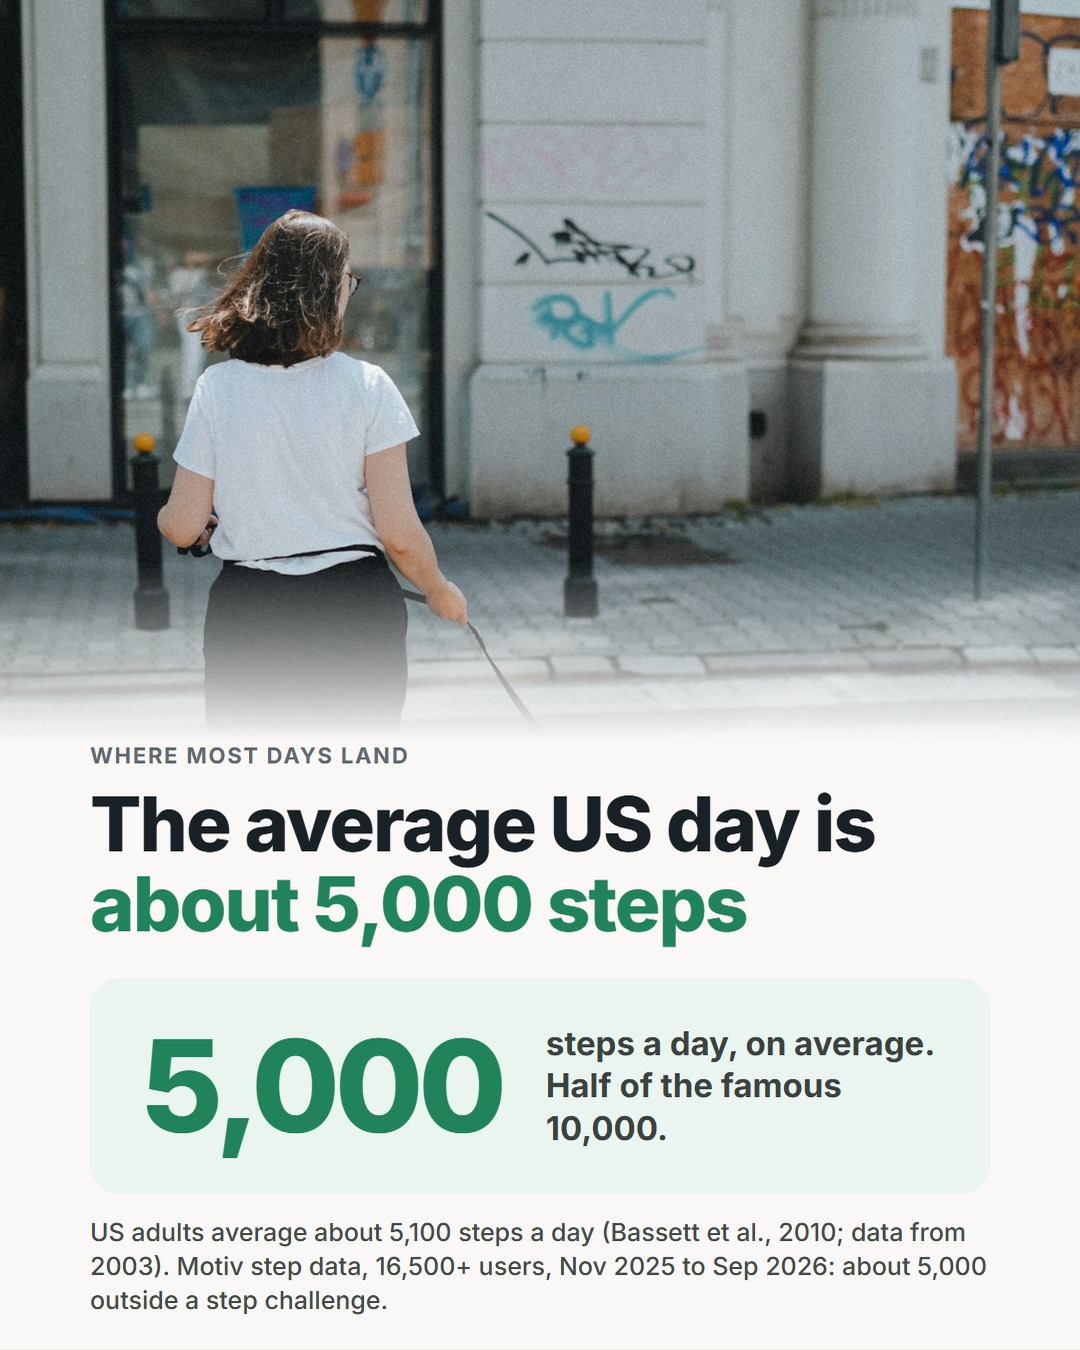 WHERE MOST DAYS LAND
The average US day is
about 5,000 steps
5,000
steps a day, on average.
Half of the famous
10,000.
US adults average about 5,100 steps a day (Bassett et al., 2010; data from
2003). Motiv step data, 16,500+ users, Nov 2025 to Sep 2026: about 5,000
outside a step challenge.